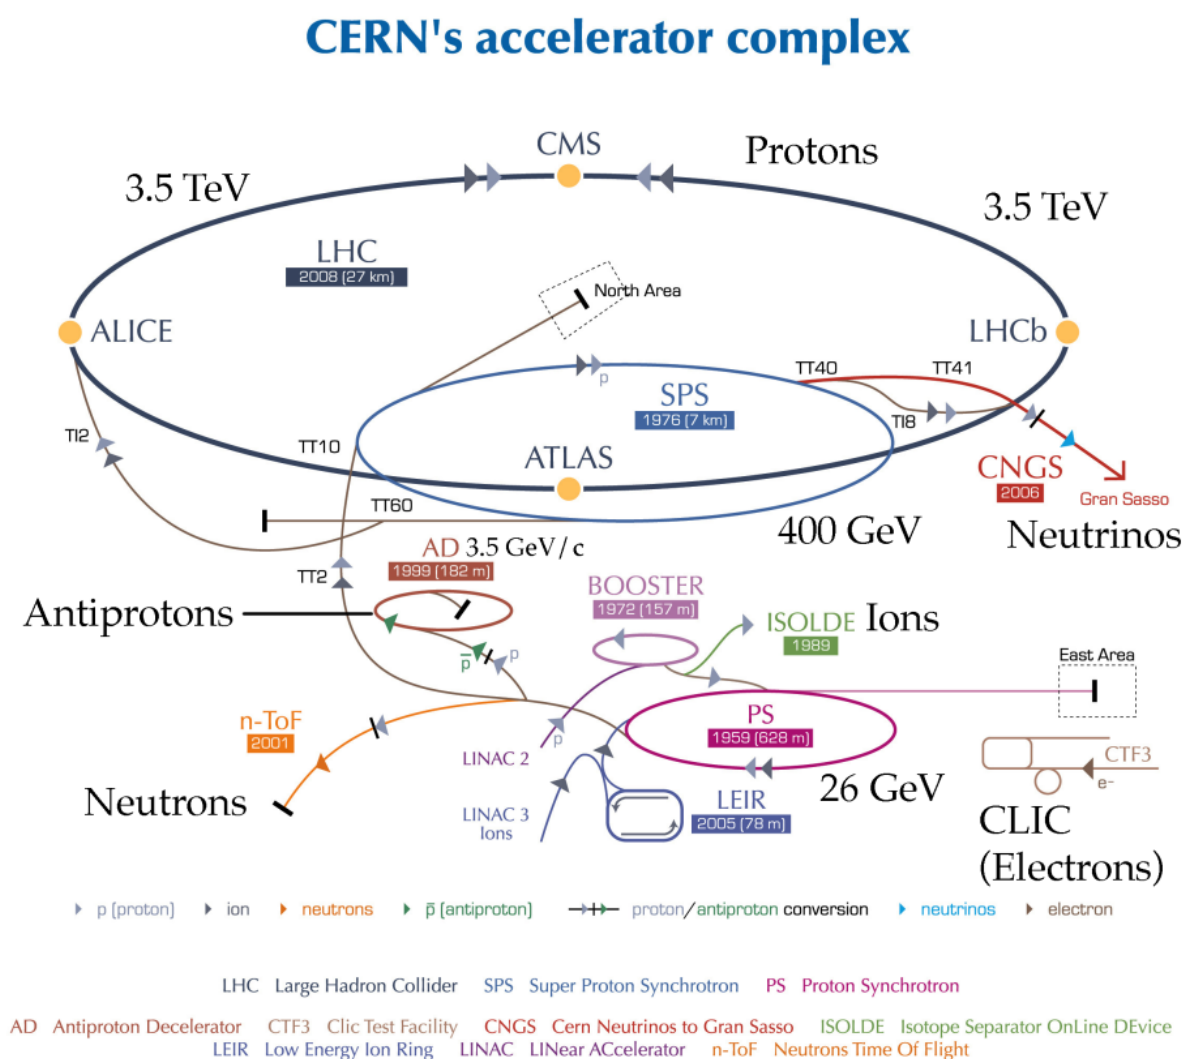 CERN's accelerator complex
CMS
Protons
3.5 TeV
3.5 TeV
LHC
2008 (27 km)
North Area
ALICE
LHCb
TT40
TT41
p
SPS
1976 (7 km)
TI8
TI2
TT10
ATLAS
CNGS
2006
Gran Sasso
TT60
400 GeV
Neutrinos
AD 3.5 GeV/c
1999 (182 m)
TT2
BOOSTER
1972 (157 m)
Antiprotons
ISOLDE Ions
1989
p̄
p
East Area
n-ToF
2001
PS
1959 (628 m)
p
LINAC 2
CTF3
e-
Neutrons
26 GeV
LINAC 3
Ions
LEIR
2005 (78 m)
CLIC
(Electrons)
p (proton) ion neutrons p̄ (antiproton) proton/antiproton conversion neutrinos electron
LHC Large Hadron Collider SPS Super Proton Synchrotron PS Proton Synchrotron
AD Antiproton Decelerator CTF3 Clic Test Facility CNGS Cern Neutrinos to Gran Sasso ISOLDE Isotope Separator OnLine DEvice
LEIR Low Energy Ion Ring LINAC LINear ACcelerator n-ToF Neutrons Time Of Flight